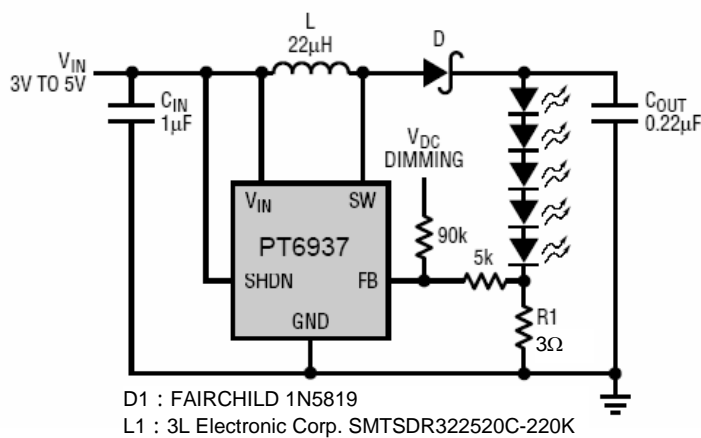 L
22μH
D
VIN
3V TO 5V
CIN
1μF
COUT
0.22μF
VDC
DIMMING
VIN
SW
PT6937
90k
5k
SHDN
FB
GND
R1
3Ω
D1：FAIRCHILD 1N5819
L1：3L Electronic Corp. SMTSDR322520C-220K